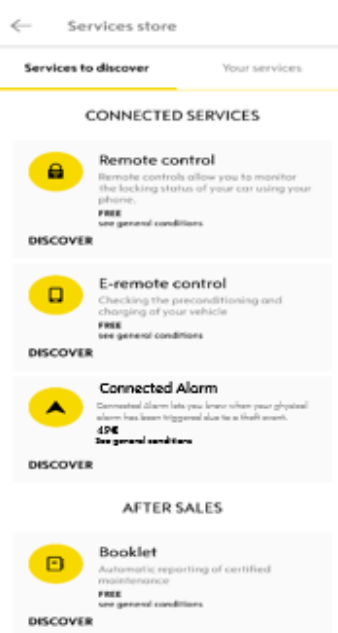 Services store
Services to discover
Your services
CONNECTED SERVICES
Remote control
Remote controls allow you to monitor
the locking status of your car using your
phone.
FREE
see general conditions
DISCOVER
E-remote control
Checking the preconditioning and
charging of your vehicle
FREE
see general conditions
DISCOVER
Connected Alarm
Connected Alarm lets you know when your physical
alarm has been triggered due to a theft event.
49€
See general conditions
DISCOVER
AFTER SALES
Booklet
Automatic reporting of certified
maintenance
FREE
see general conditions
DISCOVER